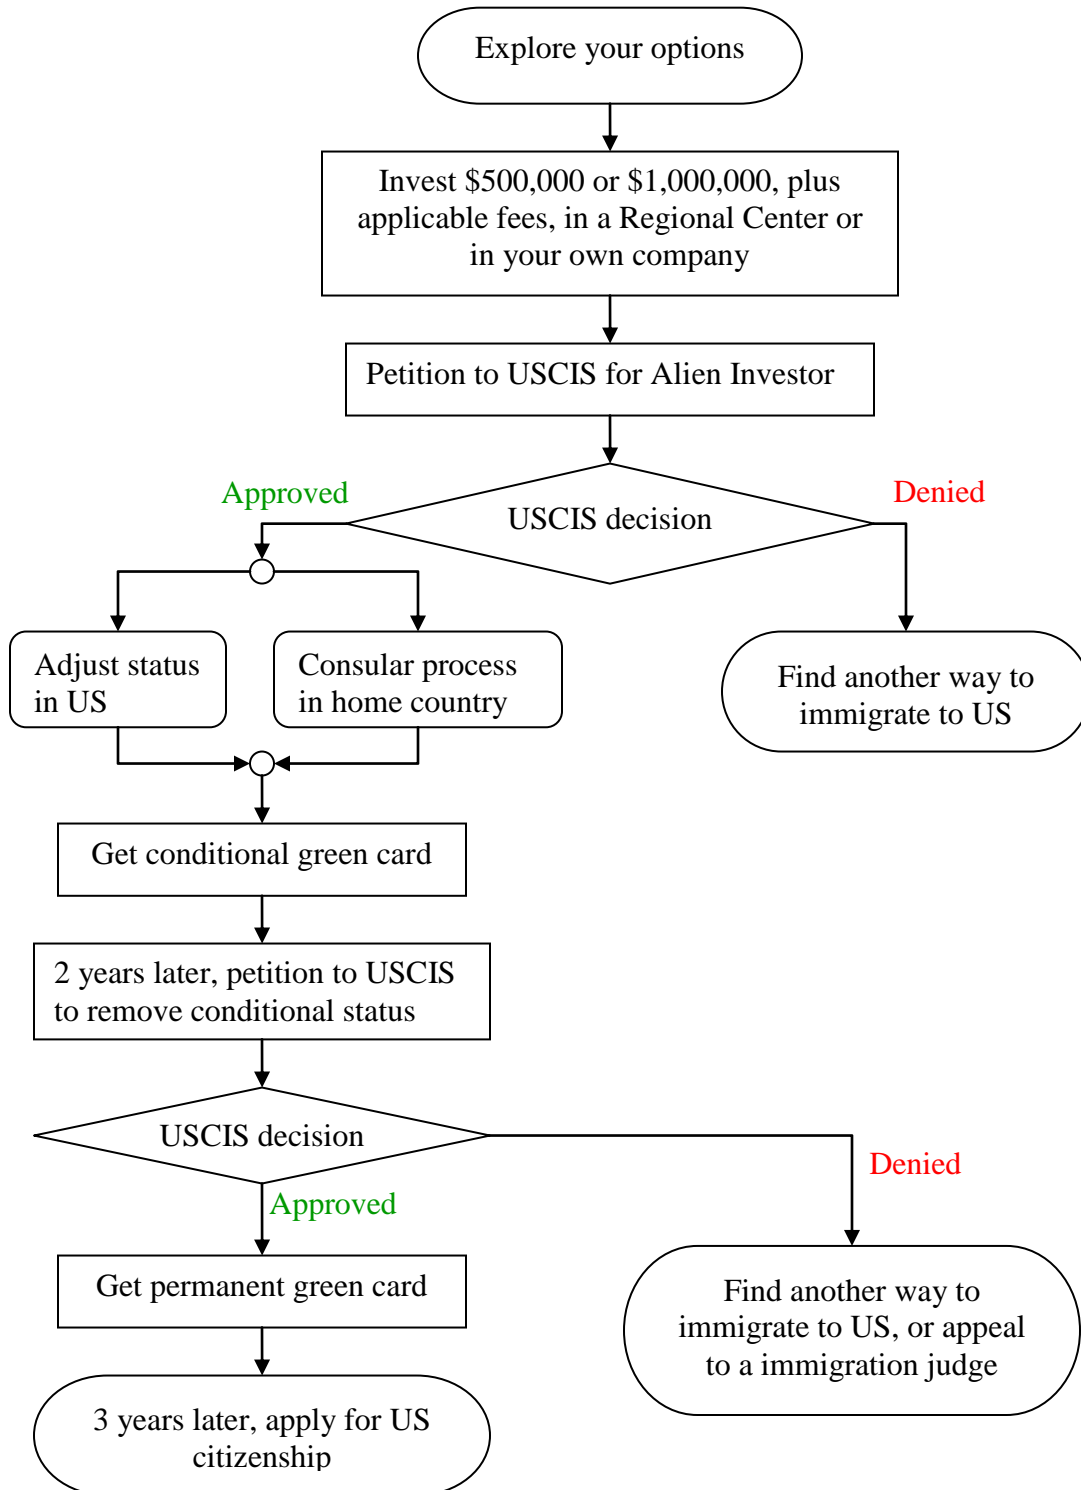 Explore your options
Invest $500,000 or $1,000,000, plus
applicable fees, in a Regional Center or
in your own company
Petition to USCIS for Alien Investor
Approved
USCIS decision
Denied
Adjust status
in US
Consular process
in home country
Find another way to
immigrate to US
Get conditional green card
2 years later, petition to USCIS
to remove conditional status
USCIS decision
Denied
Approved
Get permanent green card
Find another way to
immigrate to US, or appeal
to a immigration judge
3 years later, apply for US
citizenship